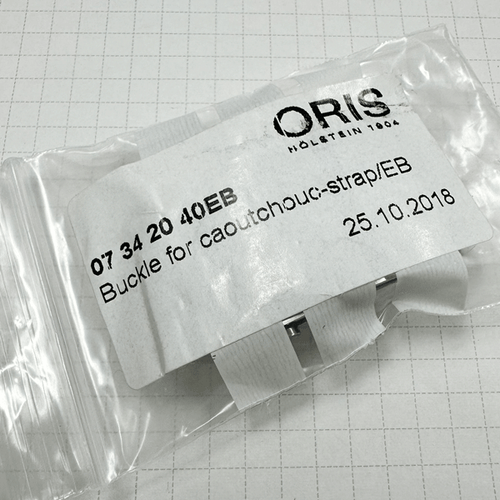 ORIS
HÖLSTEIN 1904
07 34 20 40EB
Buckle for caoutchouc-strap/EB
25.10.2018